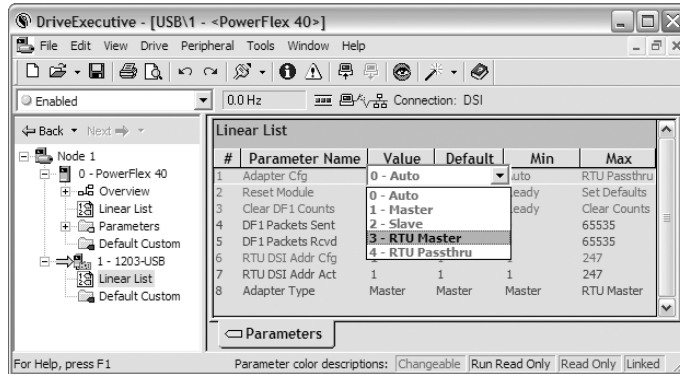 DriveExecutive - [USB\1 - <PowerFlex 40>]
File Edit View Drive Peripheral Tools Window Help
Enabled 0.0 Hz Connection: DSI
Back Next
Node 1
0 - PowerFlex 40
Overview
Linear List
Parameters
Default Custom
1 - 1203-USB
Linear List
Default Custom
Linear List
# Parameter Name Value Default Min Max
1 Adapter Cfg 0 - Auto uto RTU Passthru
2 Reset Module eady Set Defaults
3 Clear DF1 Counts eady Clear Counts
4 DF1 Packets Sent 65535
5 DF1 Packets Rcvd 65535
6 RTU DSI Addr Cfg 247
7 RTU DSI Addr Act 1 1 1 247
8 Adapter Type Master Master Master RTU Master
0 - Auto
1 - Master
2 - Slave
3 - RTU Master
4 - RTU Passthru
Parameters
For Help, press F1 Parameter color descriptions: Changeable Run Read Only Read Only Linked